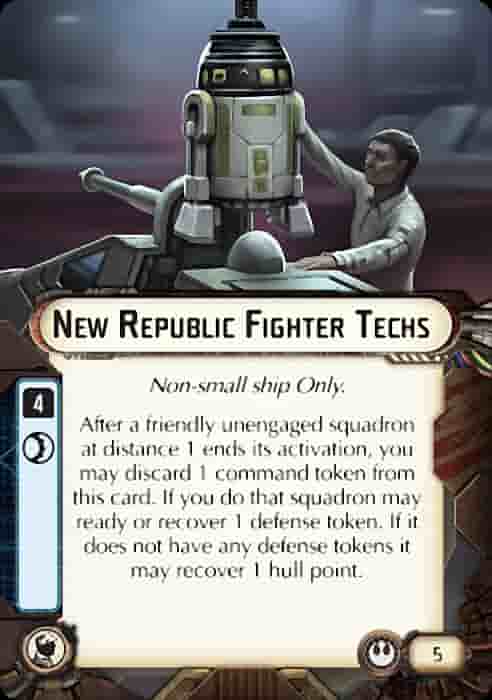 New Republic Fighter Techs
Non-small ship Only.
4
After a friendly unengaged squadron
at distance 1 ends its activation, you
may discard 1 command token from
this card. If you do that squadron may
ready or recover 1 defense token. If it
does not have any defense tokens it
may recover 1 hull point.
5